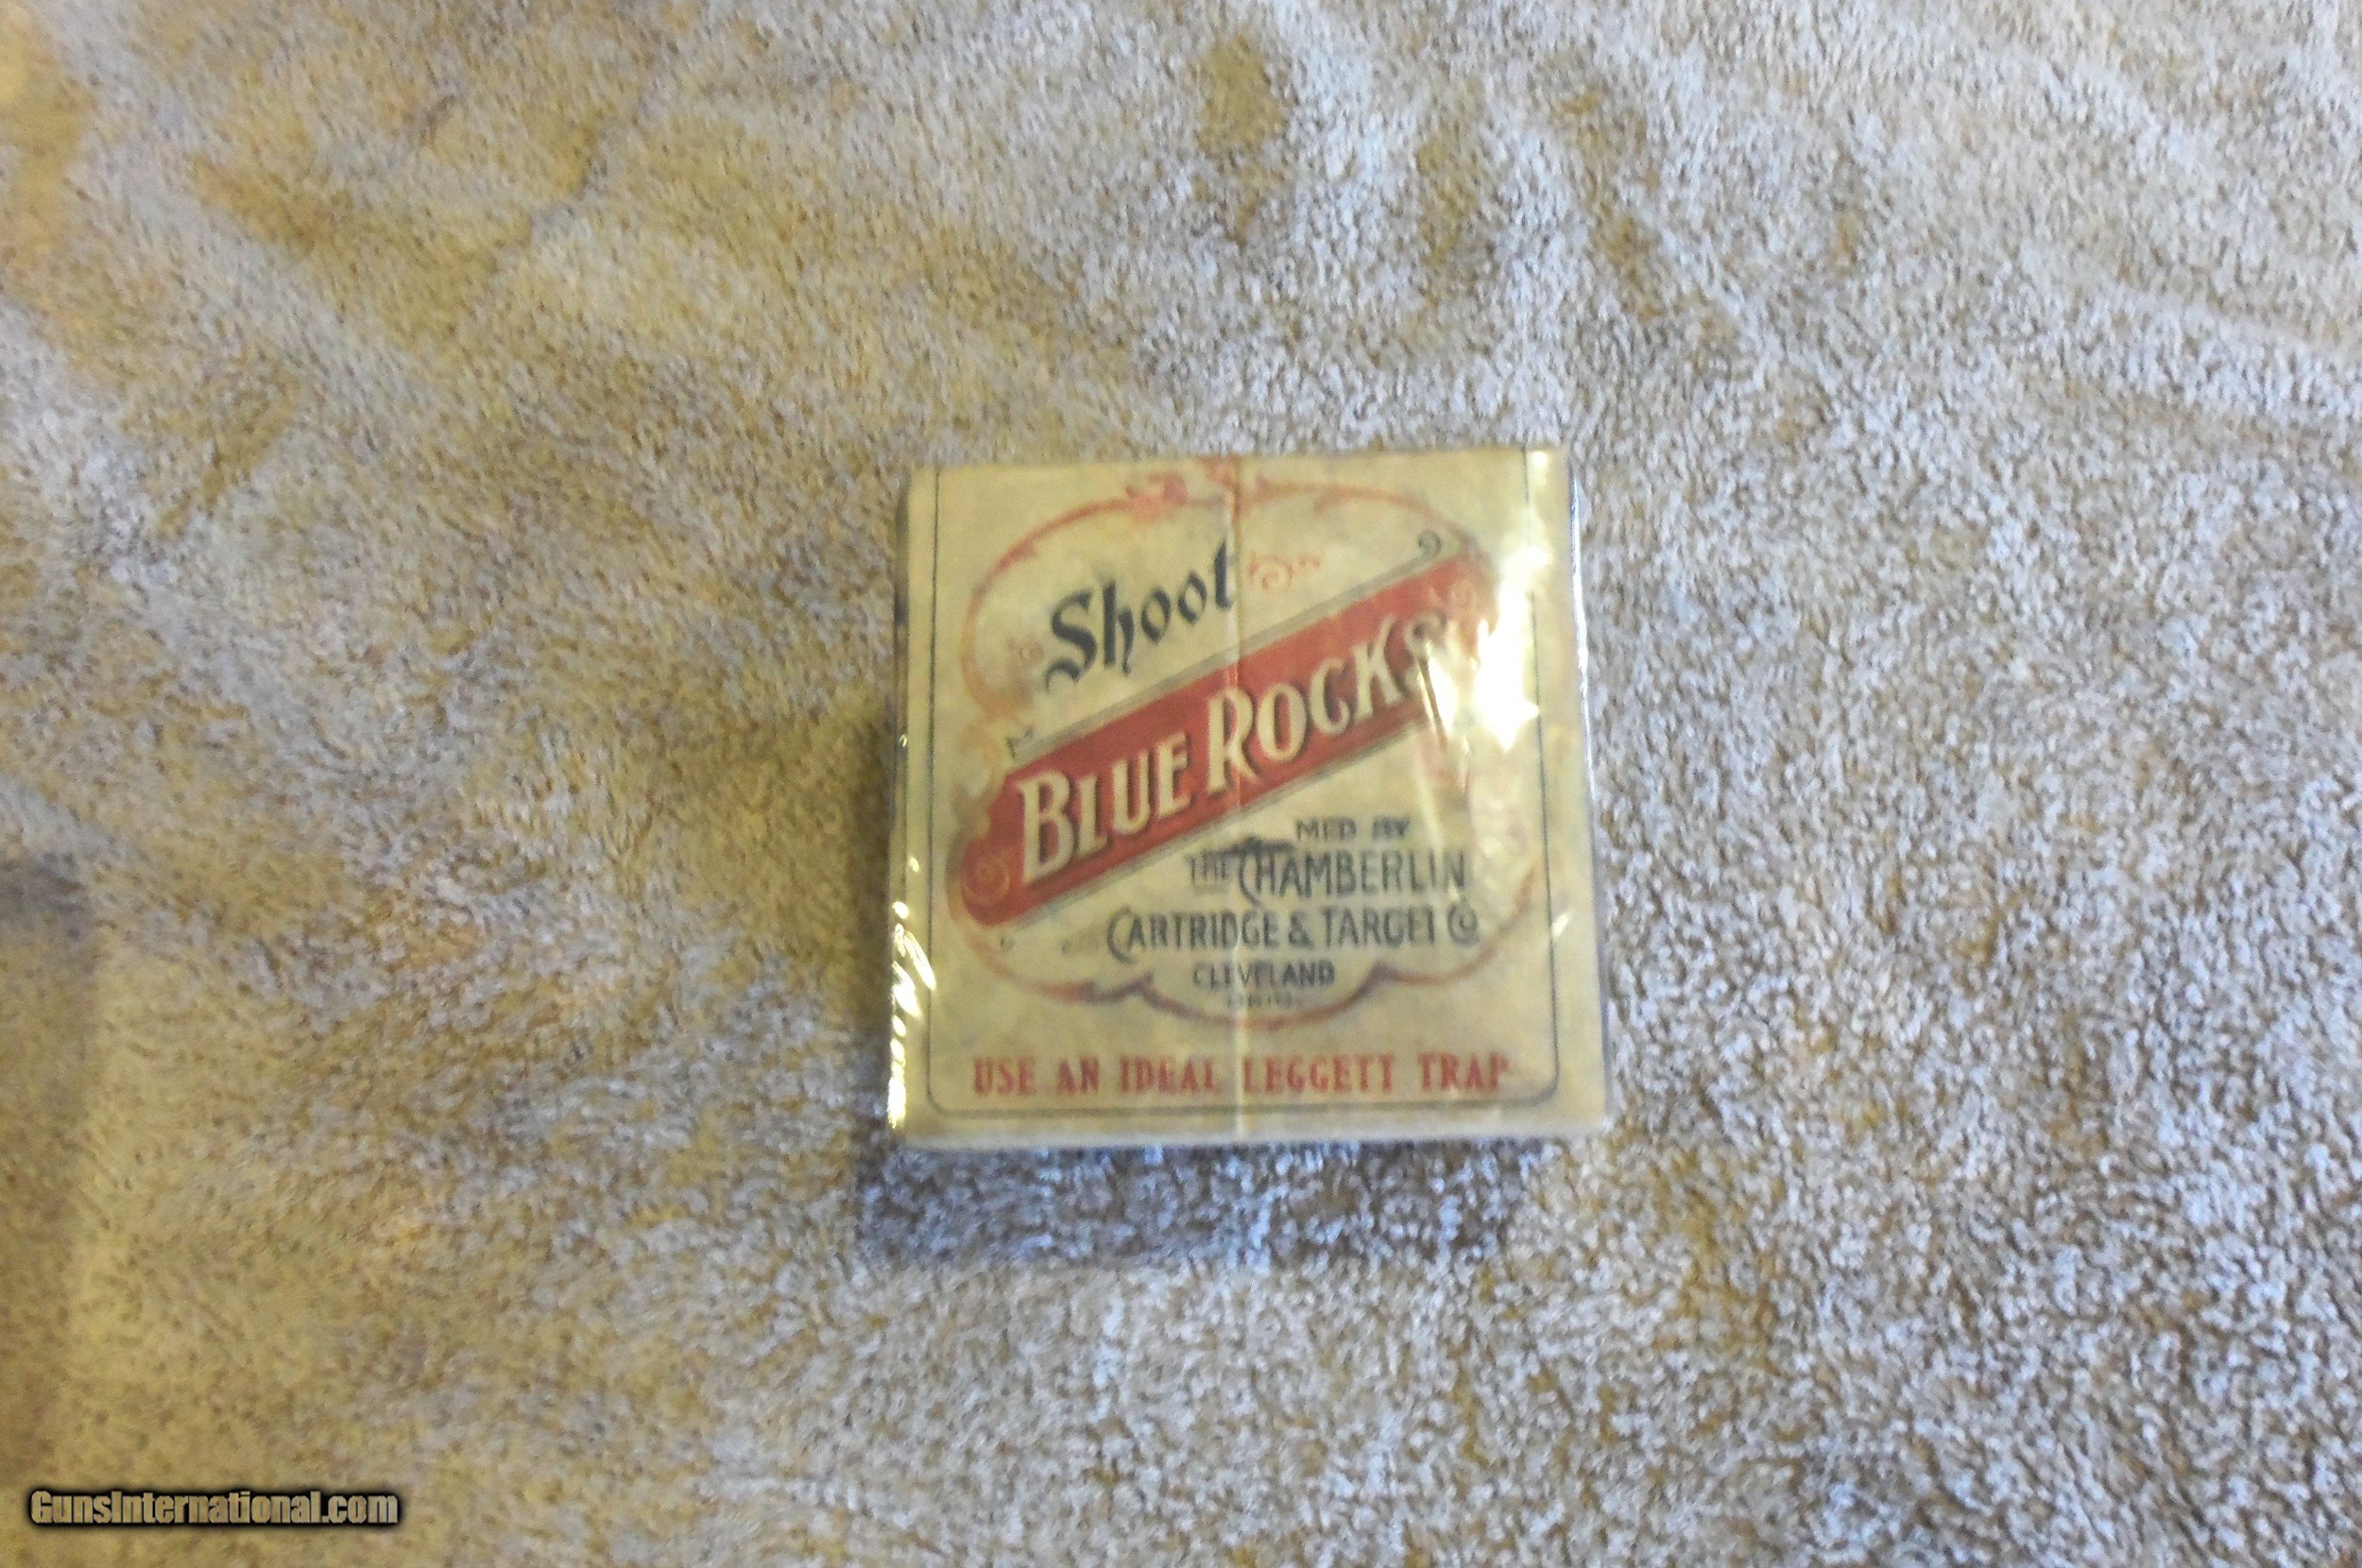 Shoot
BLUE ROCKS
MFD BY
THE CHAMBERLIN
CARTRIDGE & TARGET CO
CLEVELAND
USE AN IDEAL LEGGETT TRAP
GunsInternational.com